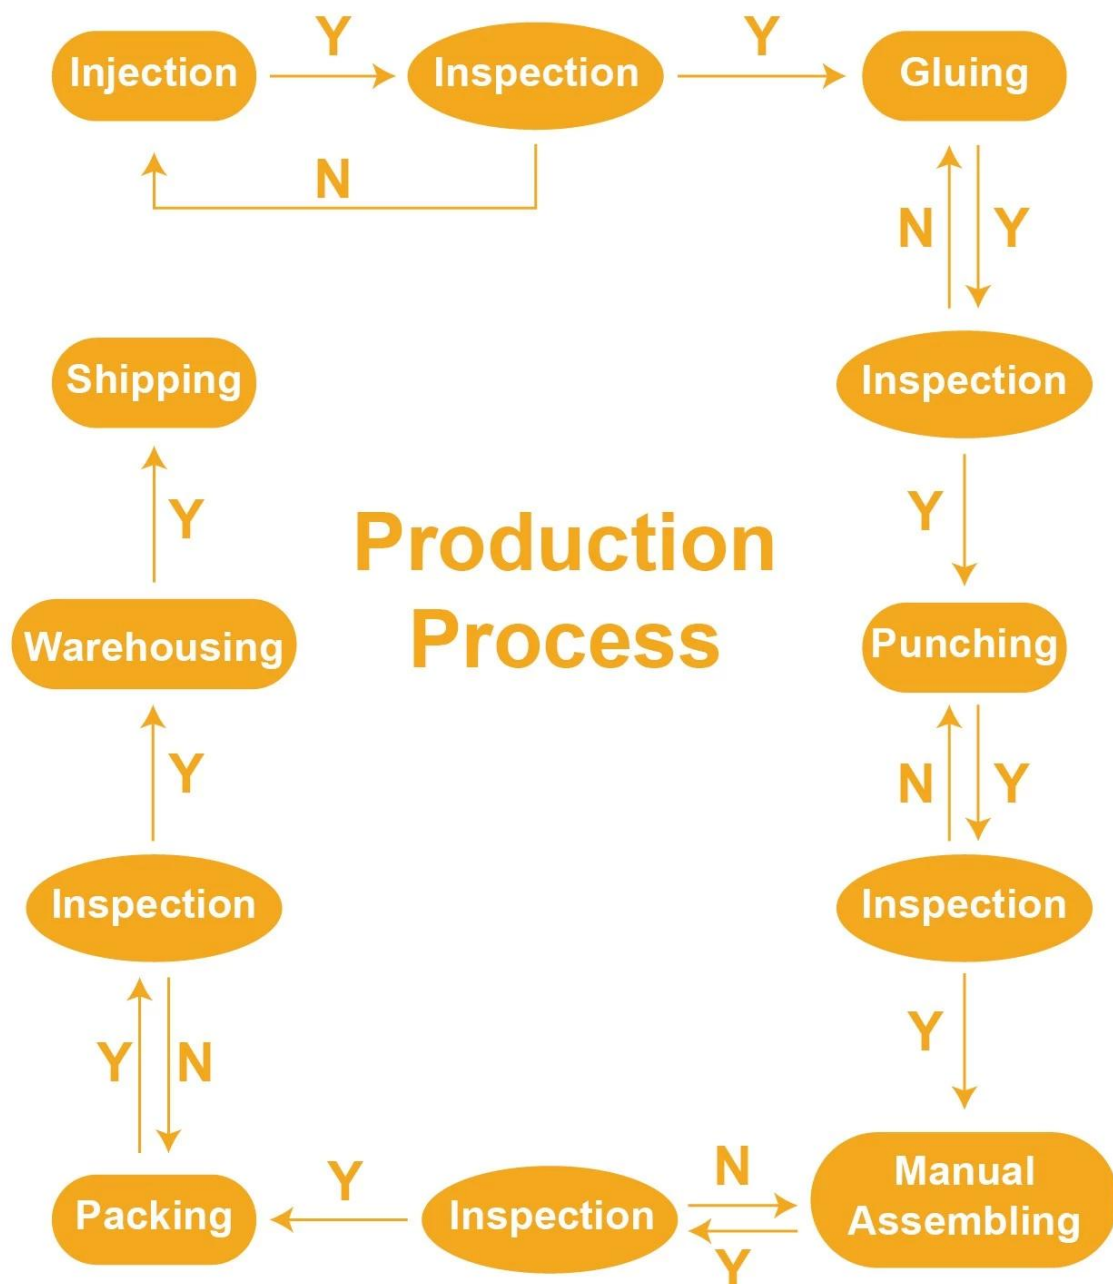 Injection
Y
Inspection
Y
Gluing
N
N
Y
Inspection
Y
Punching
N
Y
Inspection
Y
Manual
Assembling
N
Y
Inspection
Y
Packing
Y
N
Inspection
Y
Warehousing
Y
Shipping
Production
Process